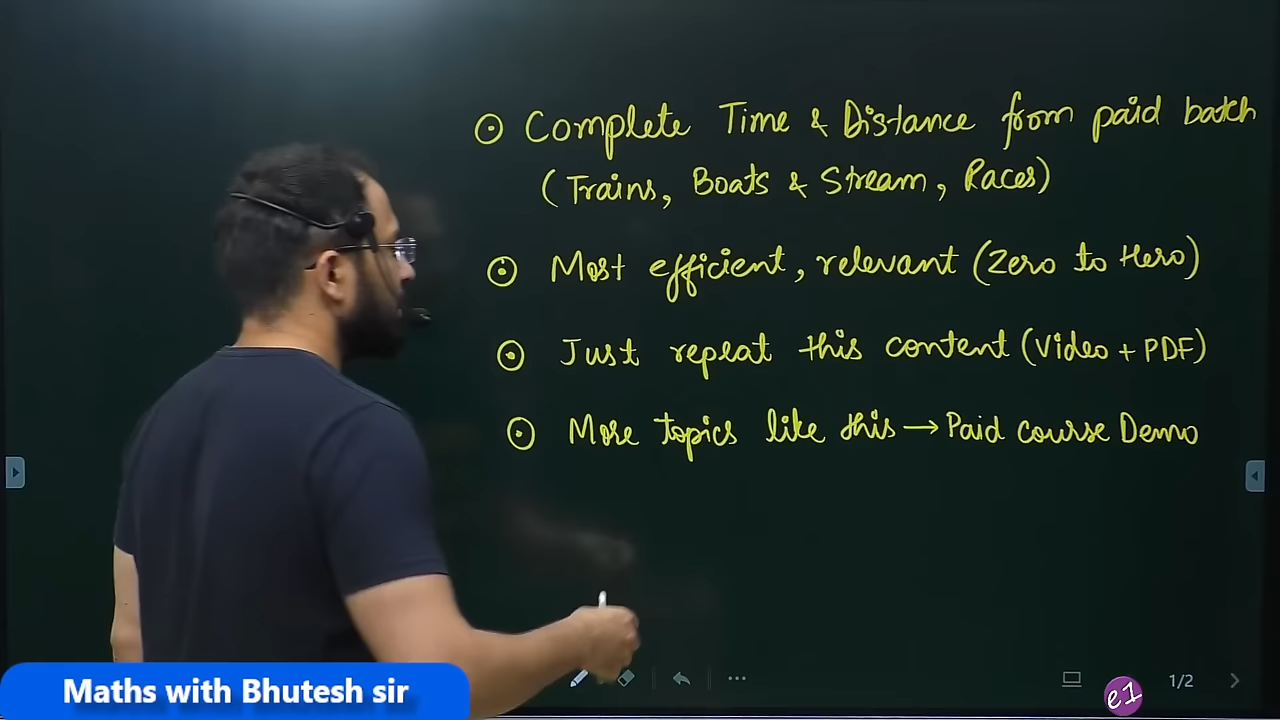 ⊙ Complete Time & Distance from paid batch
(Trains, Boats & Stream, Races)
⊙ Most efficient, relevant (Zero to Hero)
⊙ Just repeat this content (Video + PDF)
⊙ More topics like this → Paid course Demo
Maths with Bhutesh sir
e1
1/2